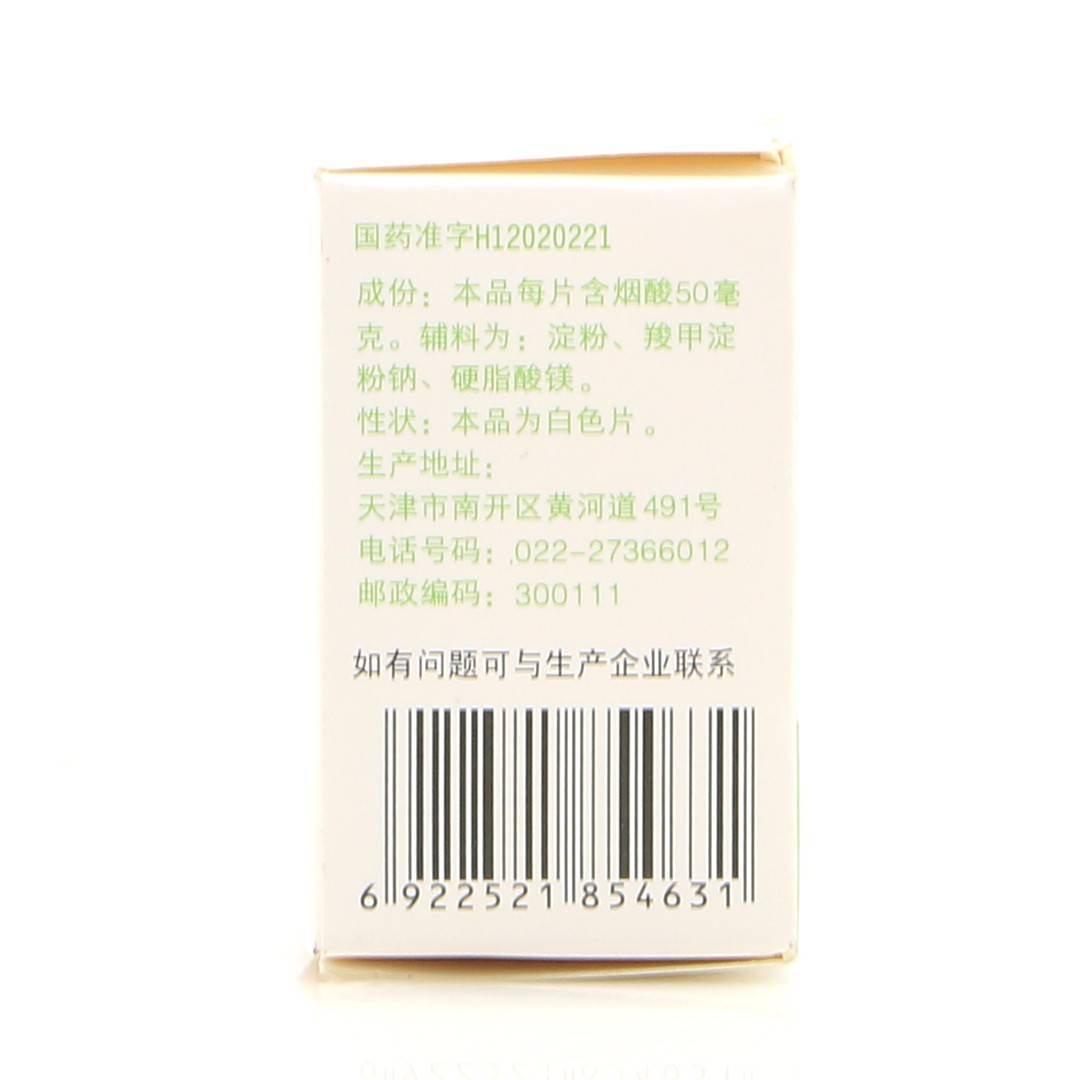 国药准字H12020221
成份：本品每片含烟酸50毫
克。辅料为：淀粉、羧甲淀
粉钠、硬脂酸镁。
性状：本品为白色片。
生产地址：
天津市南开区黄河道491号
电话号码：022-27366012
邮政编码：300111
如有问题可与生产企业联系
6 922521 854631